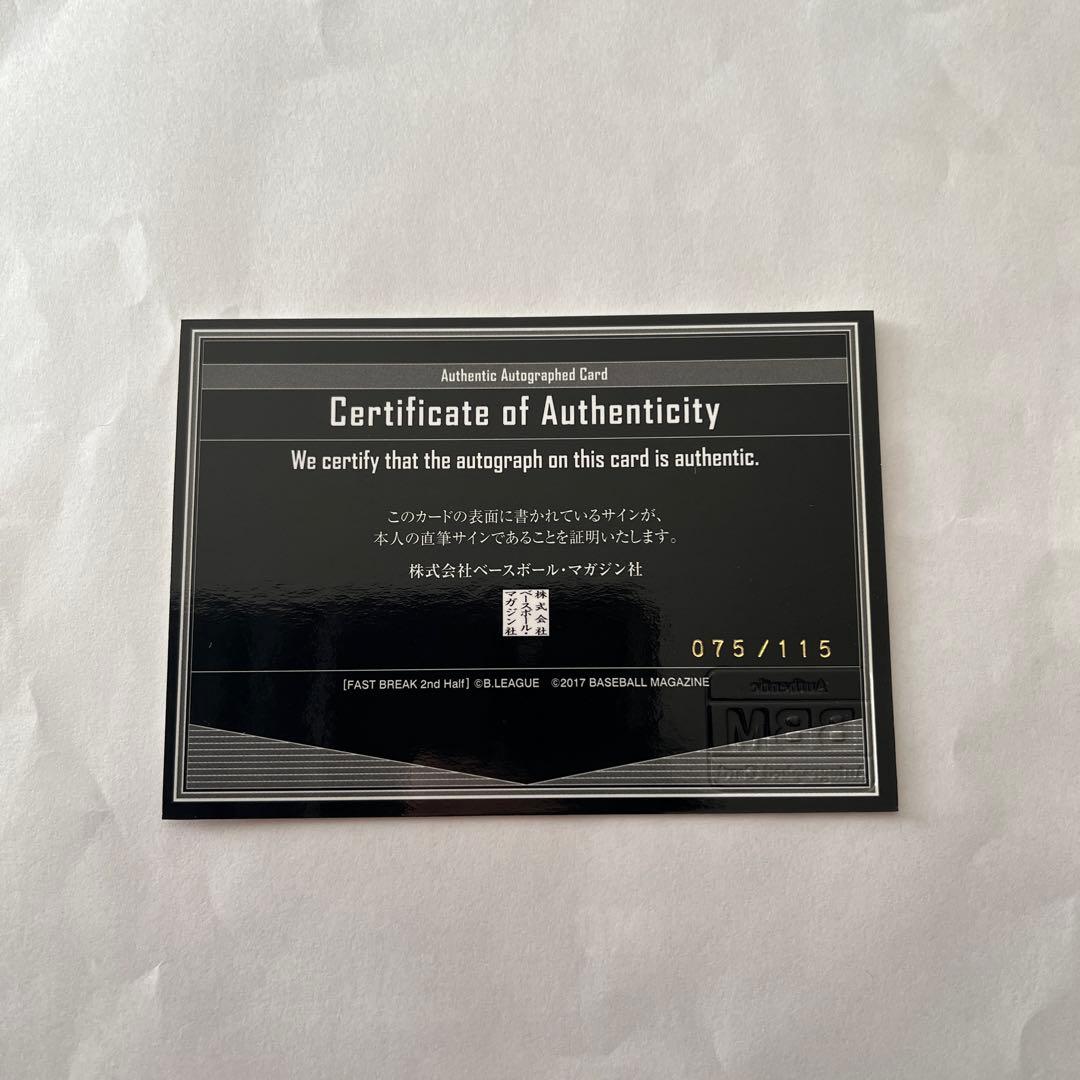 Authentic Autographed Card
Certificate of Authenticity
We certify that the autograph on this card is authentic.
このカードの表面に書かれているサインが、
本人の直筆サインであることを証明いたします。
株式会社ベースボール・マガジン社
株式会社
ベースボール・
マガジン社
075/115
[FAST BREAK 2nd Half] ©B.LEAGUE ©2017 BASEBALL MAGAZINE
Authentic
BBM